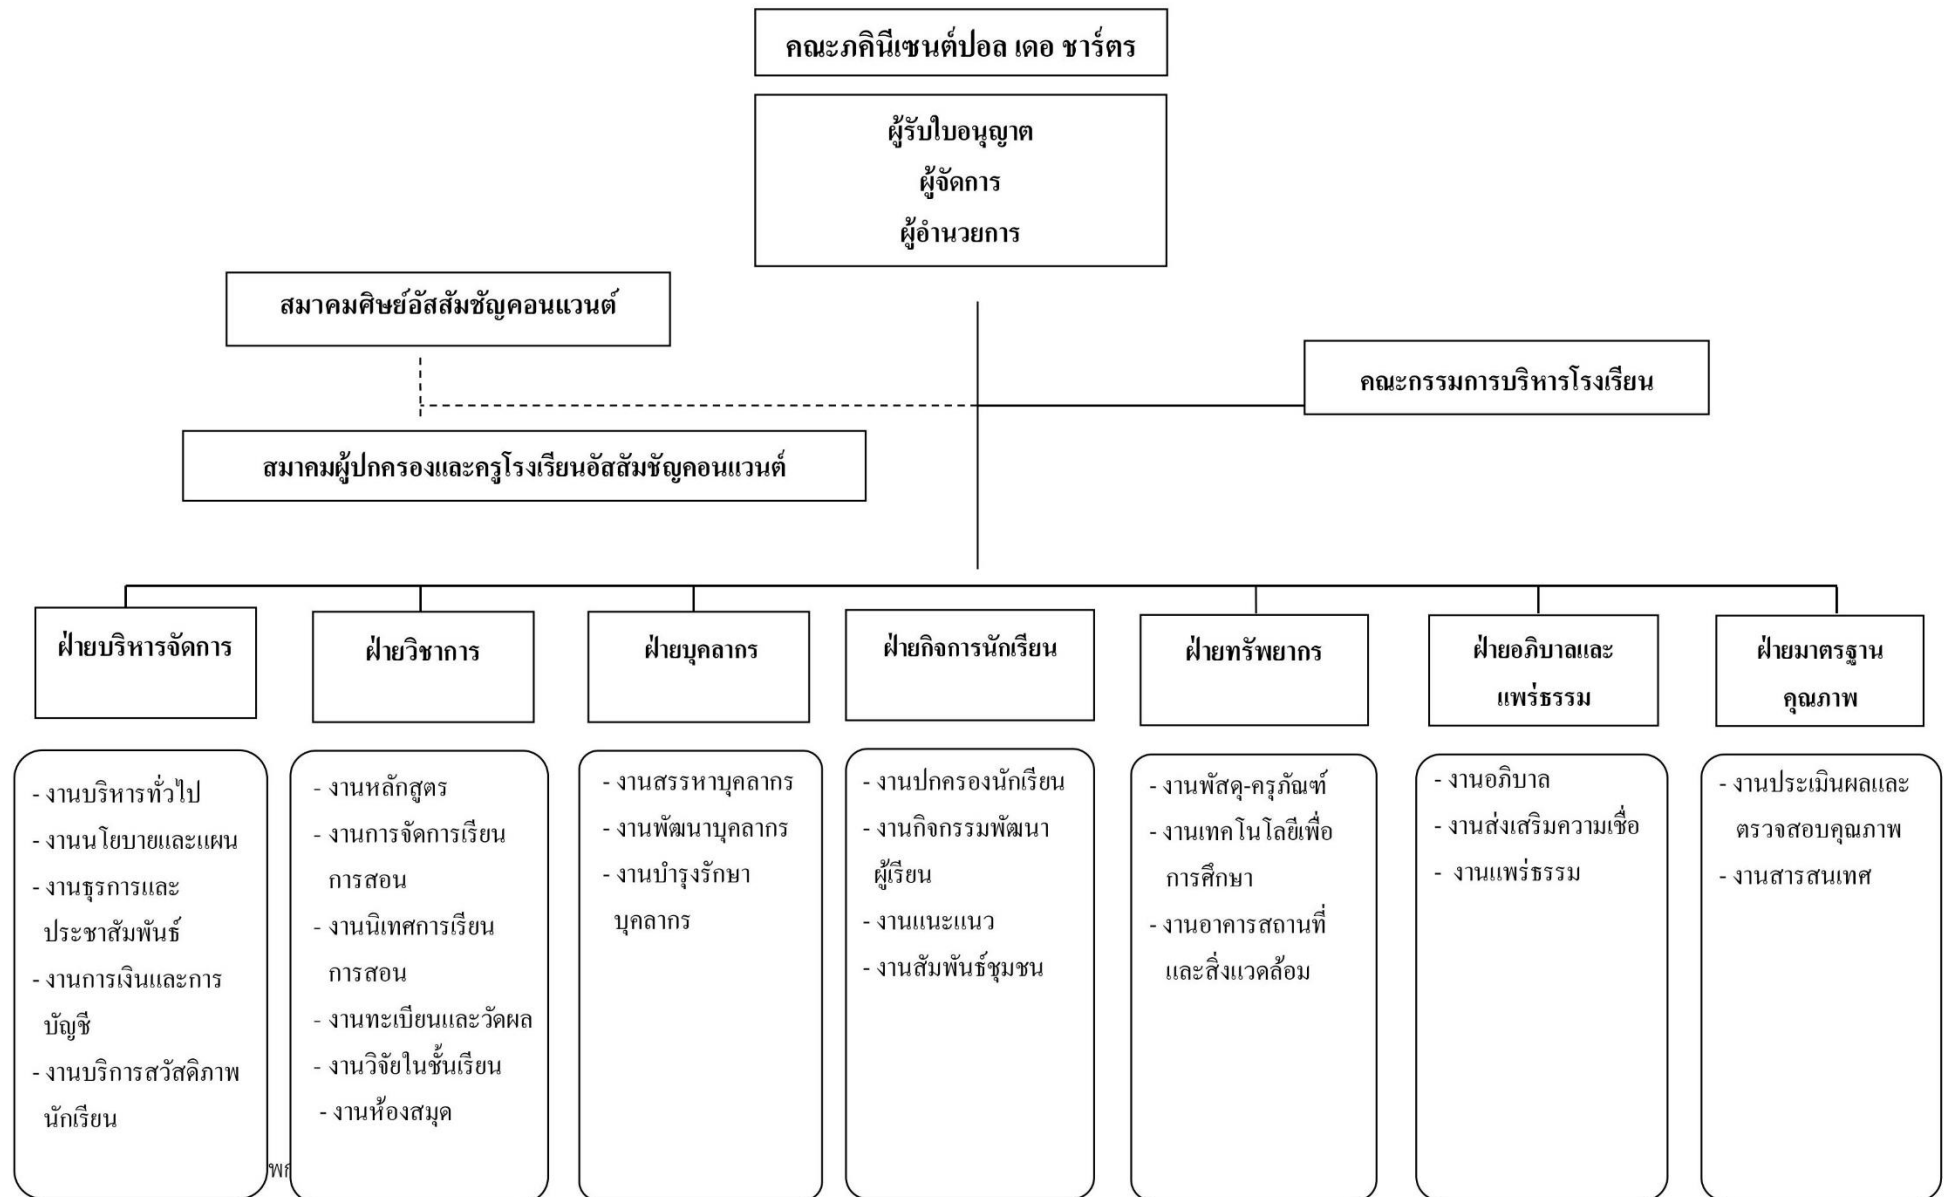 คณะภคินีเซนต์ปอล เดอ ชาร์ตร
ผู้รับใบอนุญาต
ผู้จัดการ
ผู้อำนวยการ
สมาคมศิษย์อัสสัมชัญคอนแวนต์
คณะกรรมการบริหารโรงเรียน
สมาคมผู้ปกครองและครูโรงเรียนอัสสัมชัญคอนแวนต์
ฝ่ายบริหารจัดการ
- งานบริหารทั่วไป
- งานนโยบายและแผน
- งานธุรการและ
ประชาสัมพันธ์
- งานการเงินและการ
บัญชี
- งานบริการสวัสดิภาพ
นักเรียน
ฝ่ายวิชาการ
- งานหลักสูตร
- งานการจัดการเรียน
การสอน
- งานนิเทศการเรียน
การสอน
- งานทะเบียนและวัดผล
- งานวิจัยในชั้นเรียน
- งานห้องสมุด
ฝ่ายบุคลากร
- งานสรรหาบุคลากร
- งานพัฒนาบุคลากร
- งานบำรุงรักษา
บุคลากร
ฝ่ายกิจการนักเรียน
- งานปกครองนักเรียน
- งานกิจกรรมพัฒนา
ผู้เรียน
- งานแนะแนว
- งานสัมพันธ์ชุมชน
ฝ่ายทรัพยากร
- งานพัสดุ-ครุภัณฑ์
- งานเทคโนโลยีเพื่อ
การศึกษา
- งานอาคารสถานที่
และสิ่งแวดล้อม
ฝ่ายอภิบาลและ
แพร่ธรรม
- งานอภิบาล
- งานส่งเสริมความเชื่อ
- งานแพร่ธรรม
ฝ่ายมาตรฐาน
คุณภาพ
- งานประเมินผลและ
ตรวจสอบคุณภาพ
- งานสารสนเทศ